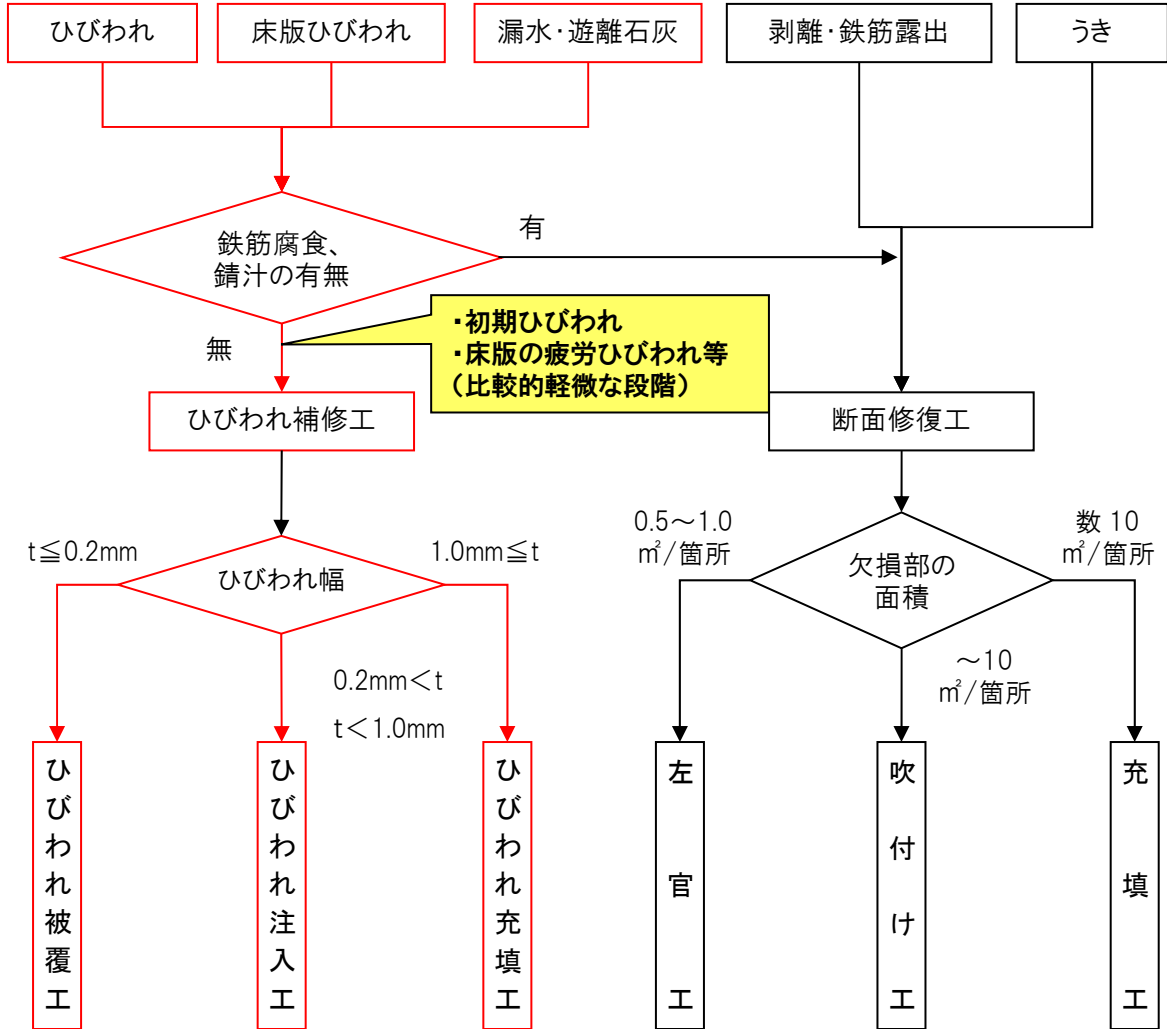 ひびわれ
床版ひびわれ
漏水・遊離石灰
剥離・鉄筋露出
うき
鉄筋腐食、
錆汁の有無
有
無
・初期ひびわれ
・床版の疲労ひびわれ等
（比較的軽微な段階）
ひびわれ補修工
断面修復工
t≦0.2mm
ひびわれ幅
1.0mm≦t
0.2mm＜t
t＜1.0mm
0.5～1.0
㎡/箇所
欠損部の
面積
数10
㎡/箇所
～10
㎡/箇所
ひびわれ被覆工
ひびわれ注入工
ひびわれ充填工
左官工
吹付け工
充填工